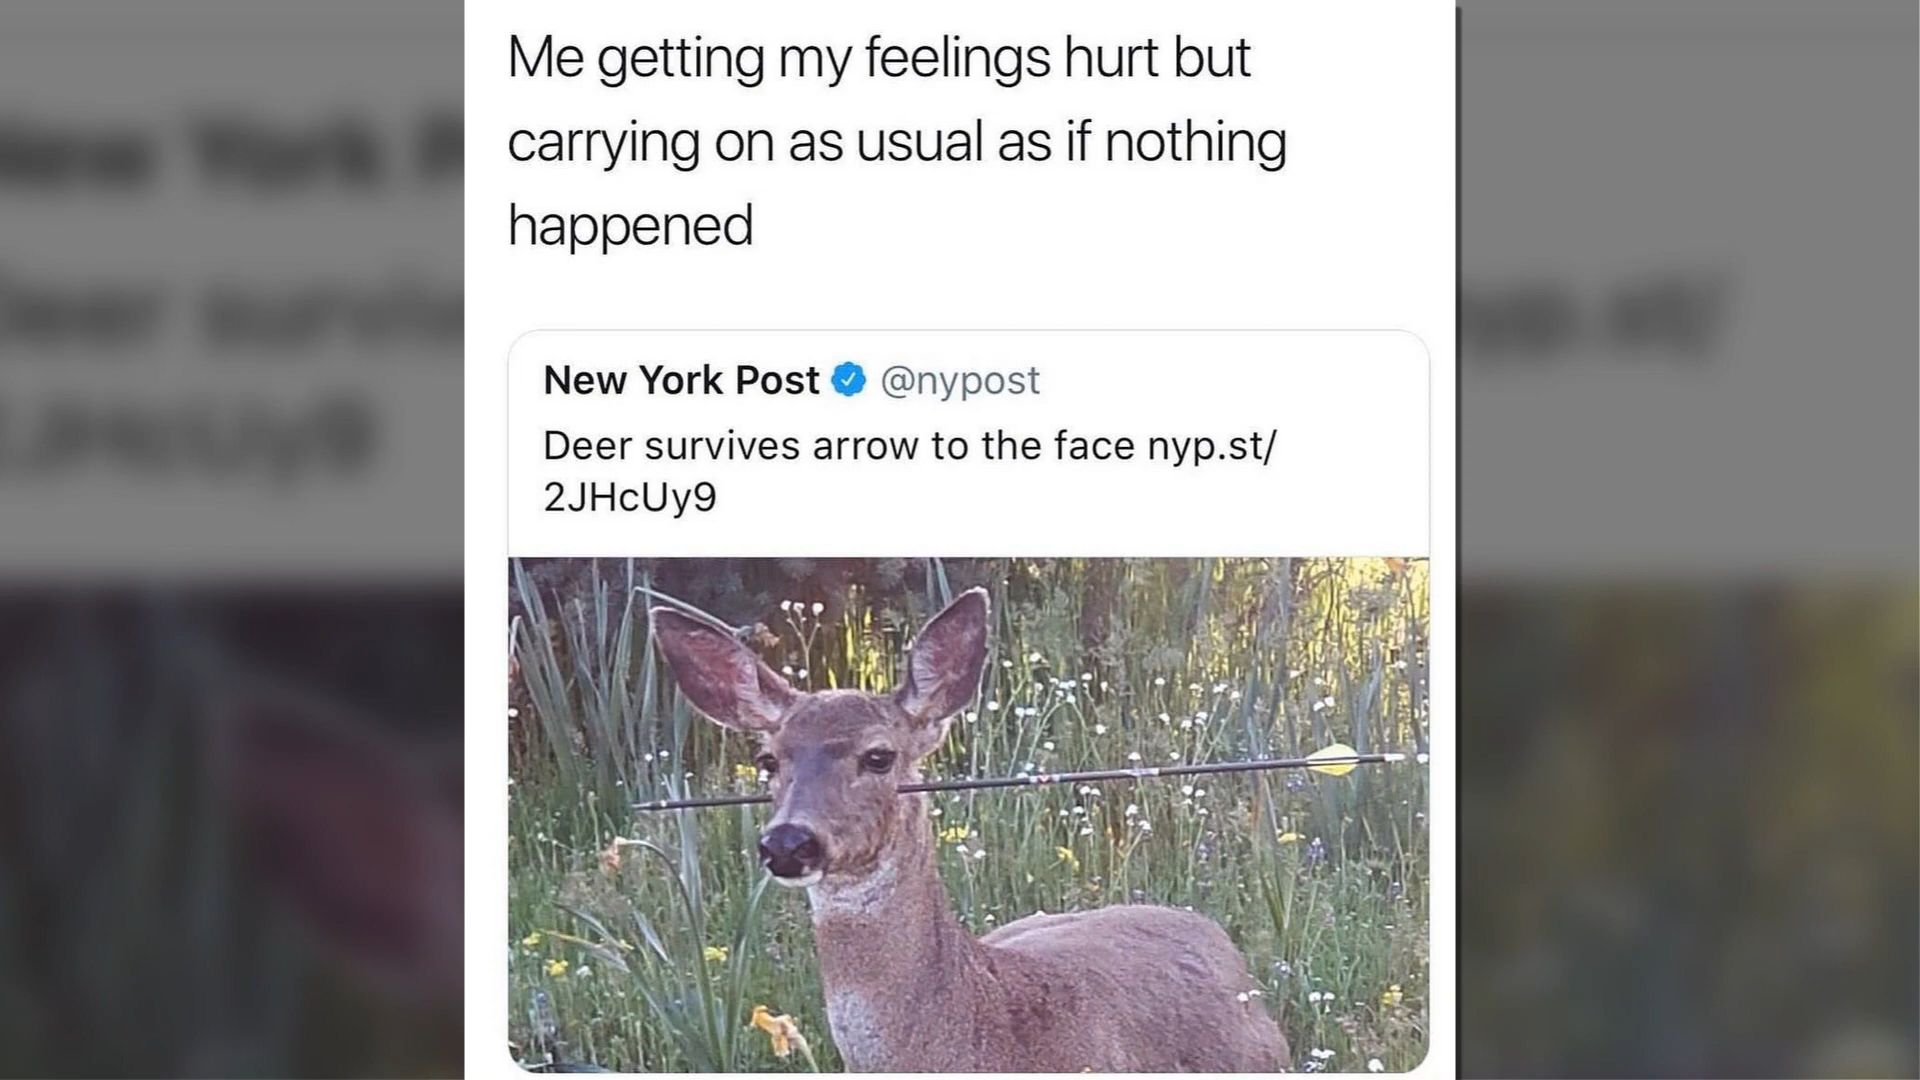 Me getting my feelings hurt but
carrying on as usual as if nothing
happened
New York Post @nypost
Deer survives arrow to the face nyp.st/
2JHcUy9